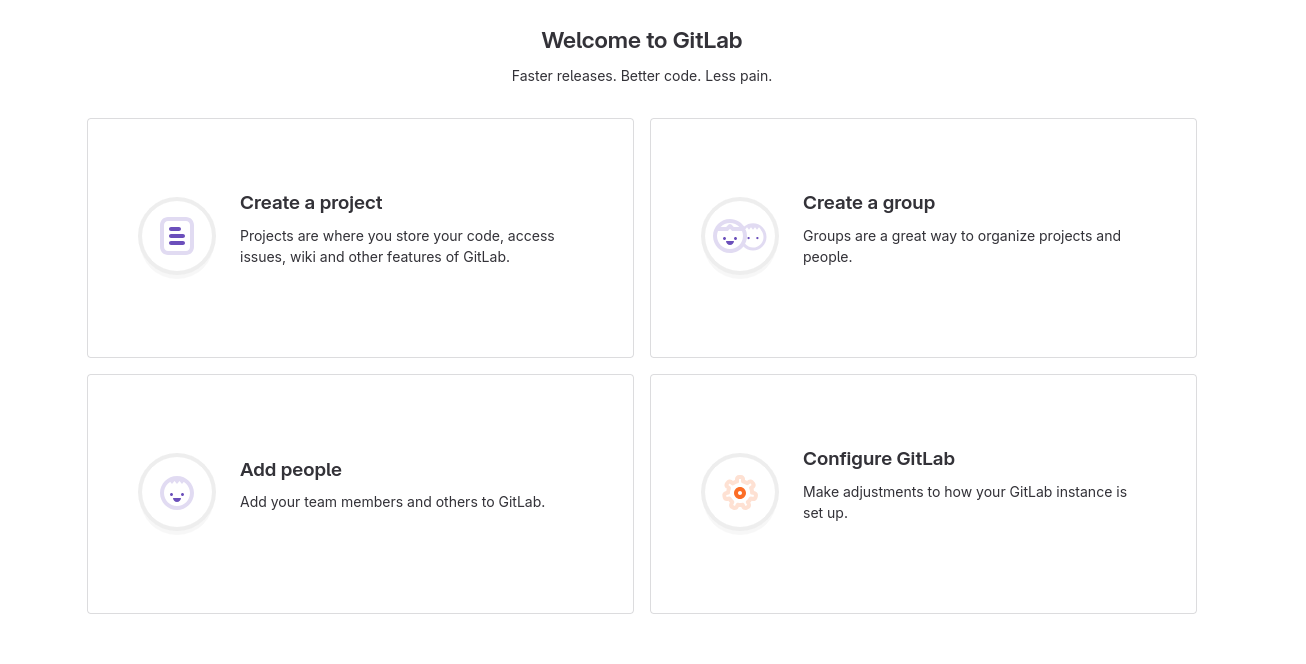 Welcome to GitLab
Faster releases. Better code. Less pain.
Create a project
Projects are where you store your code, access
issues, wiki and other features of GitLab.
Create a group
Groups are a great way to organize projects and
people.
Add people
Add your team members and others to GitLab.
Configure GitLab
Make adjustments to how your GitLab instance is
set up.